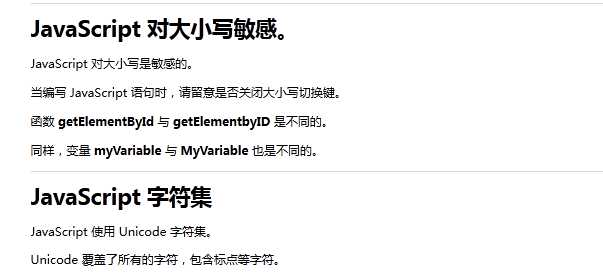 JavaScript 对大小写敏感。
JavaScript 对大小写是敏感的。
当编写 JavaScript 语句时，请留意是否关闭大小写切换键。
函数 getElementById 与 getElementbyID 是不同的。
同样，变量 myVariable 与 MyVariable 也是不同的。
JavaScript 字符集
JavaScript 使用 Unicode 字符集。
Unicode 覆盖了所有的字符，包含标点等字符。